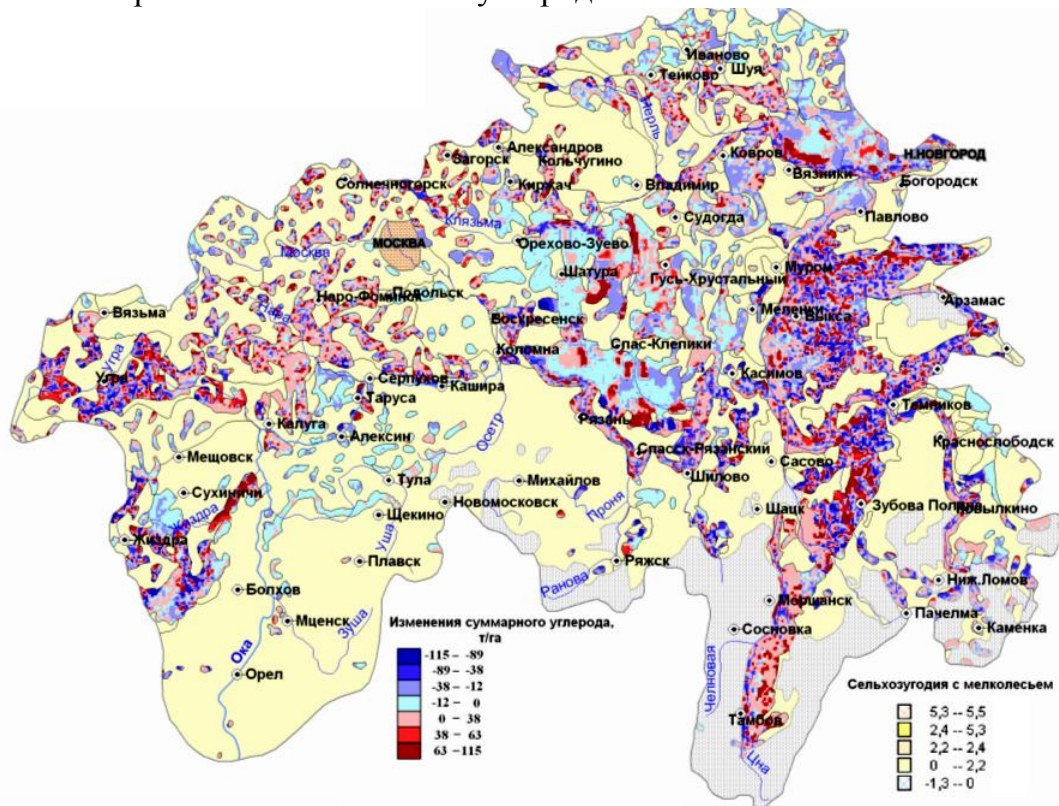 Иваново
Тейково
Шуя
Нерль
Александров
Загорск
Кольчугино
Ковров
Н.НОВГОРОД
Вязники
Богородск
Солнечногорск
Киржач
Владимир
Павлово
Клязьма
Судогда
МОСКВА
Москва
Орехово-Зуево
Шатура
Гусь-Хрустальный
Муром
Наро-Фоминск
Подольск
Арзамас
Вязьма
Воскресенск
Меленки
Выкса
Угра
Угра
Коломна
Спас-Клепики
Серпухов
Кашира
Касимов
Таруса
Темников
Калуга
Алексин
Осетр
Рязань
Краснослободск
Мещовск
Спасск-Рязанский
Сасово
Тула
Михайлов
Шилово
Сухиничи
Новомосковск
Проня
Шацк
Зубова
Жиздра
Щекино
Жиздра
Уша
Плавск
Ряжск
Ранова
Болхов
Ниж.Ломов
Моршанск
Пачелма
Мценск
Зуша
Сосновка
Каменка
Ока
Орел
Челновая
Тамбов
Цна
Изменения суммарного углерода,
т/га
-115 – -89
-89 – -38
-38 – -12
-12 – 0
0 – 38
38 – 63
63 –115
Сельхозугодия с мелколесьем
5,3 -- 5,5
2,4 -- 5,3
2,2 -- 2,4
0 -- 2,2
-1,3 -- 0